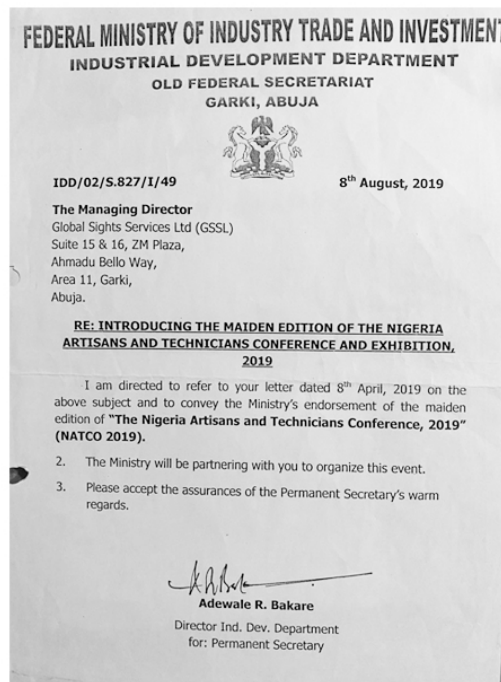 FEDERAL MINISTRY OF INDUSTRY TRADE AND INVESTMENT
INDUSTRIAL DEVELOPMENT DEPARTMENT
OLD FEDERAL SECRETARIAT
GARKI, ABUJA
IDD/02/S.827/I/49 8th August, 2019
The Managing Director
Global Sights Services Ltd (GSSL)
Suite 15 & 16, ZM Plaza,
Ahmadu Bello Way,
Area 11, Garki,
Abuja.
RE: INTRODUCING THE MAIDEN EDITION OF THE NIGERIA
ARTISANS AND TECHNICIANS CONFERENCE AND EXHIBITION,
2019
I am directed to refer to your letter dated 8th April, 2019 on the
above subject and to convey the Ministry's endorsement of the maiden
edition of "The Nigeria Artisans and Technicians Conference, 2019"
(NATCO 2019).
2. The Ministry will be partnering with you to organize this event.
3. Please accept the assurances of the Permanent Secretary's warm
regards.
Adewale R. Bakare
Director Ind. Dev. Department
for: Permanent Secretary